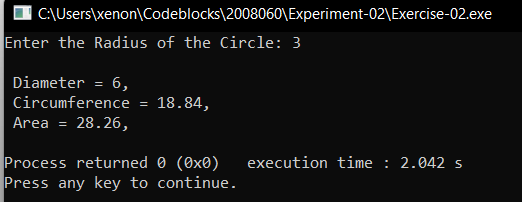 C:\Users\xenon\Codeblocks\2008060\Experiment-02\Exercise-02.exe
Enter the Radius of the Circle: 3
Diameter = 6,
Circumference = 18.84,
Area = 28.26,
Process returned 0 (0x0)   execution time : 2.042 s
Press any key to continue.